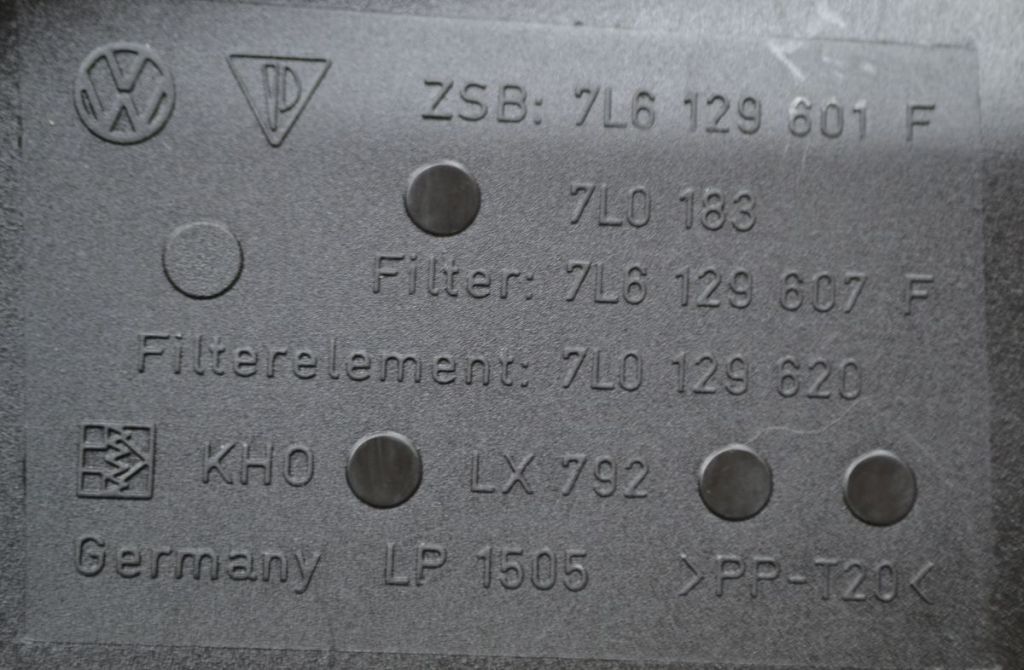 ZSB: 7L6 129 601 F
7L0 183
Filter: 7L6 129 607 F
Filterelement: 7L0 129 620
KHO LX 792
Germany LP 1505 >PP-T20<